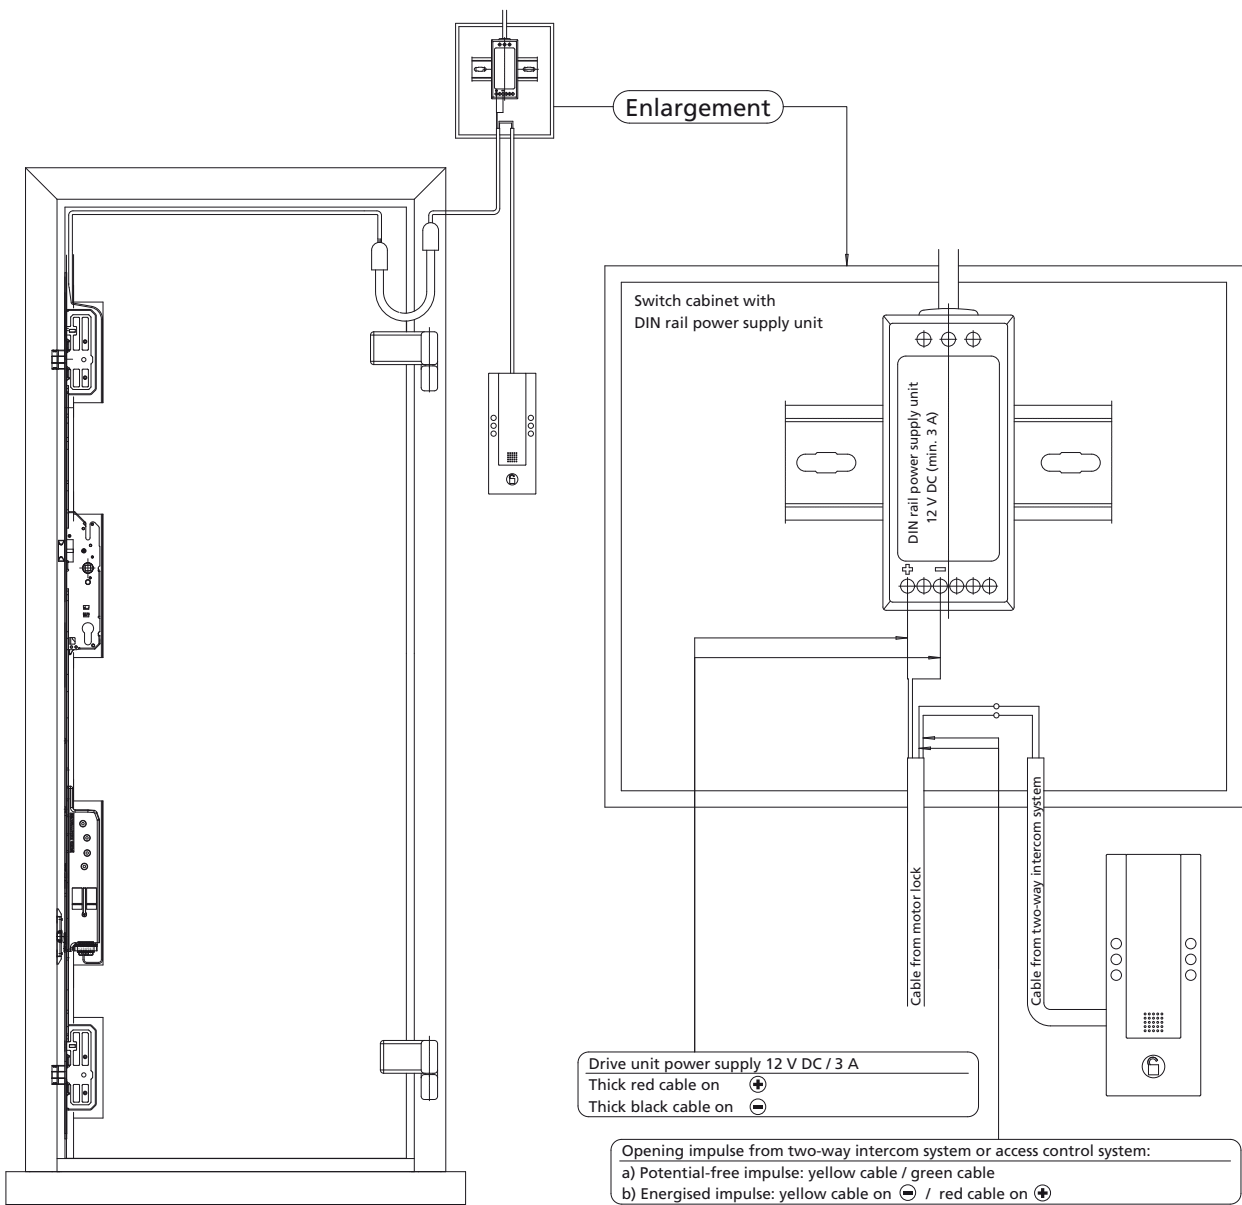 Enlargement
Switch cabinet with
DIN rail power supply unit
DIN rail power supply unit
12 V DC (min. 3 A)
Cable from motor lock
Cable from two-way intercom system
Drive unit power supply 12 V DC / 3 A
Thick red cable on +
Thick black cable on −
Opening impulse from two-way intercom system or access control system:
a) Potential-free impulse: yellow cable / green cable
b) Energised impulse: yellow cable on − / red cable on +